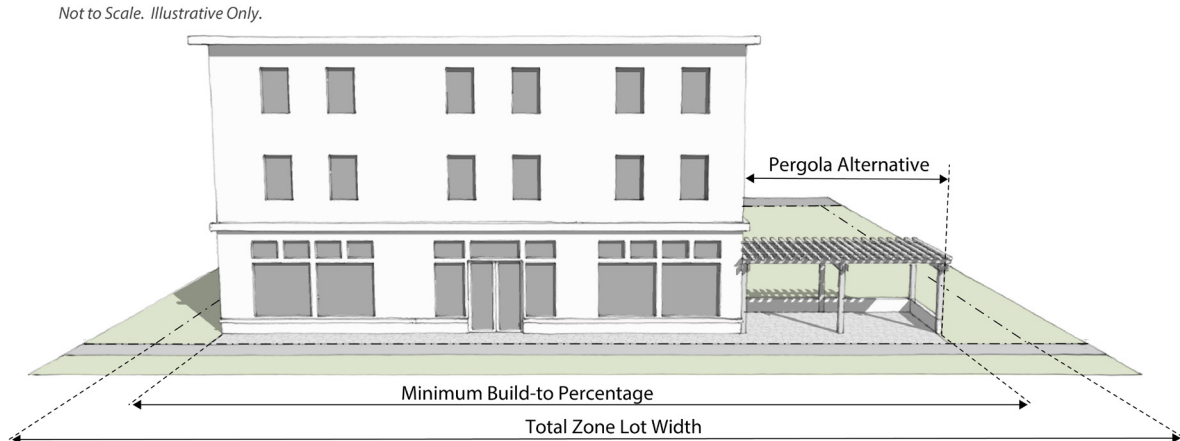 Not to Scale. Illustrative Only.
Pergola Alternative
Minimum Build-to Percentage
Total Zone Lot Width